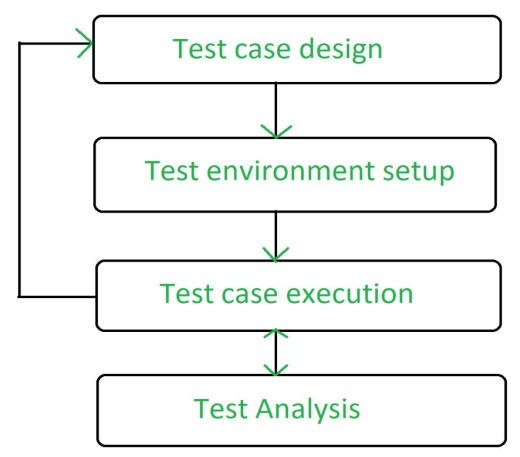 Test case design
Test environment setup
Test case execution
Test Analysis